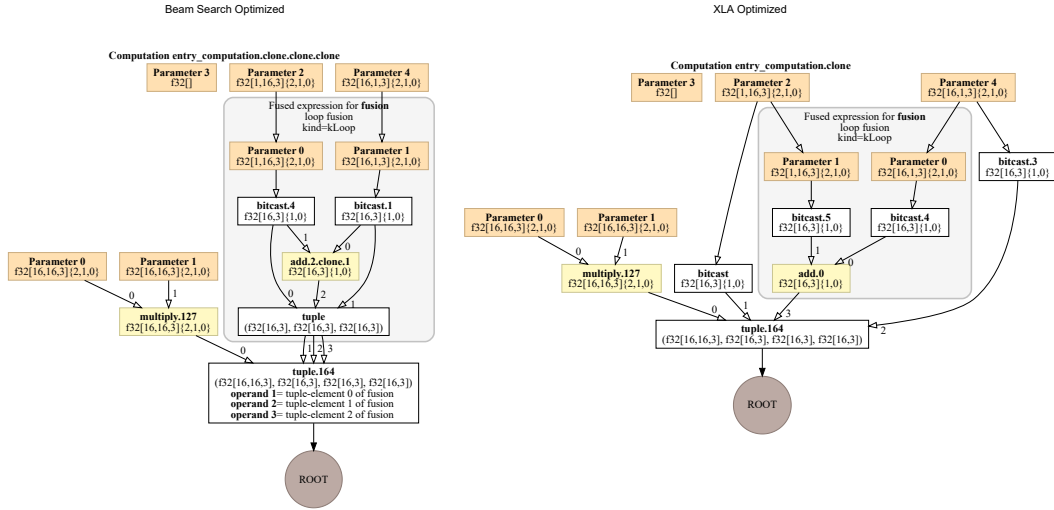 Beam Search Optimized
Computation entry_computation.clone.clone.clone
Parameter 3
f32[]
Parameter 2
f32[1,16,3]{2,1,0}
Parameter 4
f32[16,1,3]{2,1,0}
Fused expression for fusion
loop fusion
kind=kLoop
Parameter 0
f32[1,16,3]{2,1,0}
Parameter 1
f32[16,1,3]{2,1,0}
bitcast.4
f32[16,3]{1,0}
bitcast.1
f32[16,3]{1,0}
1
0
add.2.clone.1
f32[16,3]{1,0}
Parameter 0
f32[16,16,3]{2,1,0}
Parameter 1
f32[16,16,3]{2,1,0}
0
1
0
2
1
multiply.127
f32[16,16,3]{2,1,0}
tuple
(f32[16,3], f32[16,3], f32[16,3])
0
1
2
3
tuple.164
(f32[16,16,3], f32[16,3], f32[16,3], f32[16,3])
operand 1= tuple-element 0 of fusion
operand 2= tuple-element 1 of fusion
operand 3= tuple-element 2 of fusion
ROOT
XLA Optimized
Computation entry_computation.clone
Parameter 3
f32[]
Parameter 2
f32[1,16,3]{2,1,0}
Parameter 4
f32[16,1,3]{2,1,0}
Fused expression for fusion
loop fusion
kind=kLoop
Parameter 1
f32[1,16,3]{2,1,0}
Parameter 0
f32[16,1,3]{2,1,0}
bitcast.3
f32[16,3]{1,0}
Parameter 0
f32[16,16,3]{2,1,0}
Parameter 1
f32[16,16,3]{2,1,0}
bitcast.5
f32[16,3]{1,0}
bitcast.4
f32[16,3]{1,0}
0
1
1
0
multiply.127
f32[16,16,3]{2,1,0}
bitcast
f32[16,3]{1,0}
add.0
f32[16,3]{1,0}
0
1
3
2
tuple.164
(f32[16,16,3], f32[16,3], f32[16,3], f32[16,3])
ROOT